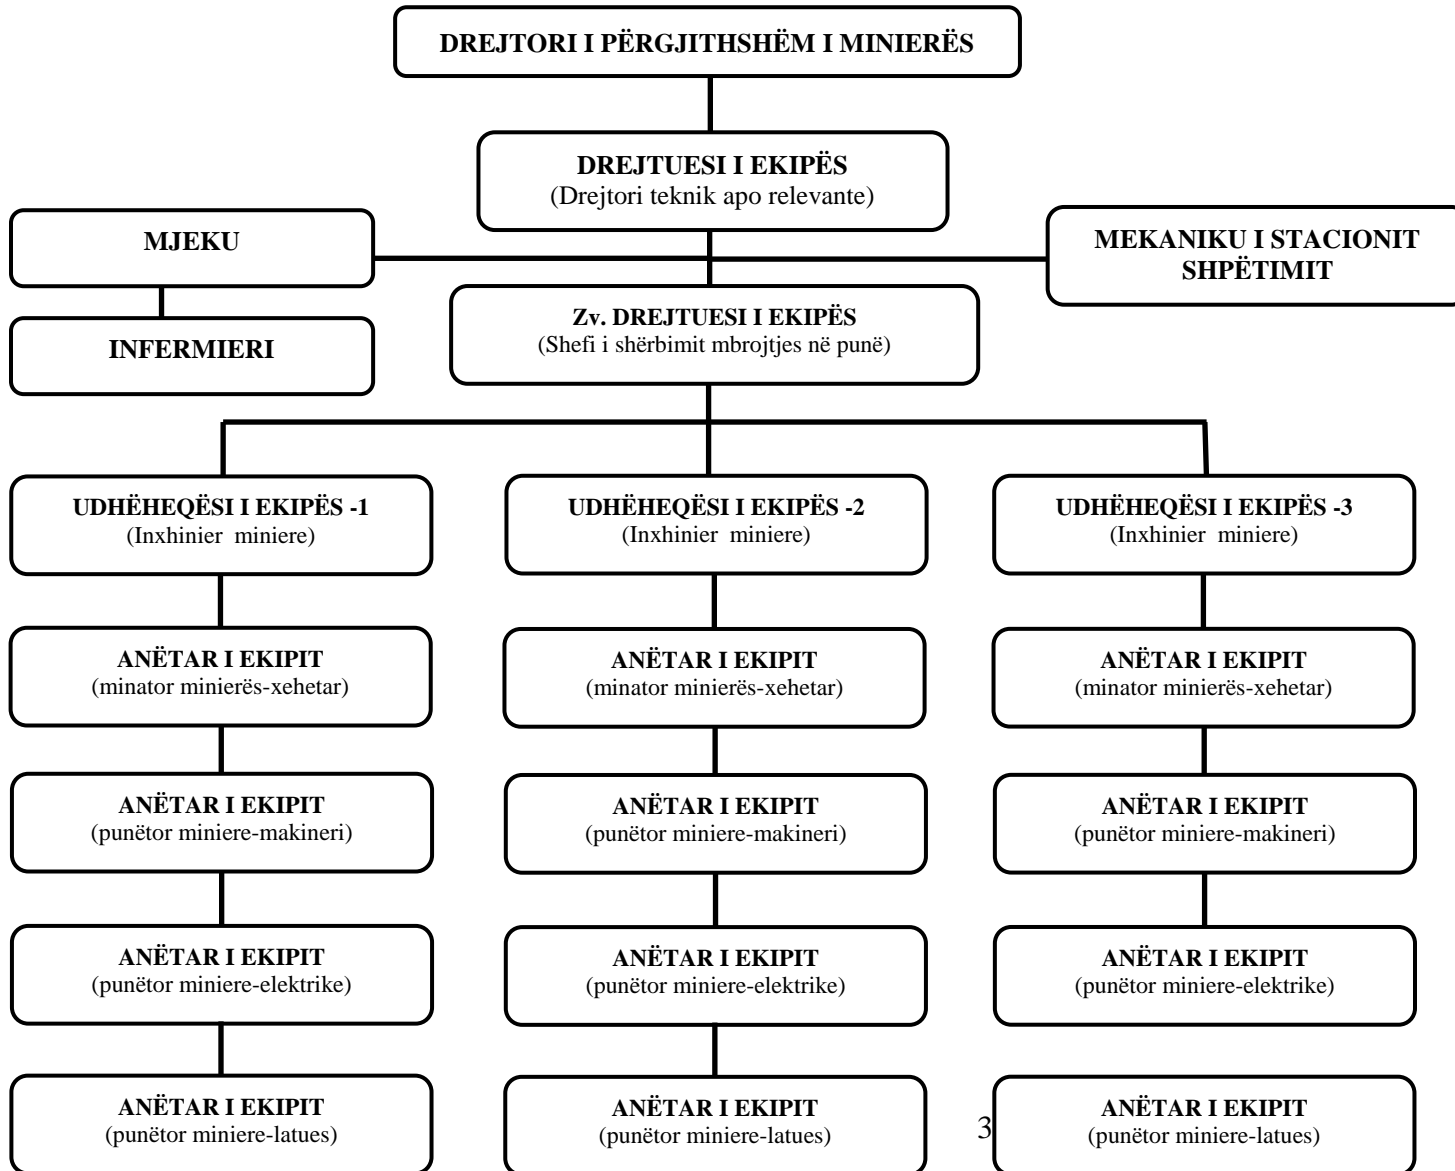 DREJTORI I PËRGJITHSHËM I MINIERËS
DREJTUESI I EKIPËS
(Drejtori teknik apo relevante)
MJEKU
MEKANIKU I STACIONIT
SHPËTIMIT
Zv. DREJTUESI I EKIPËS
(Shefi i shërbimit mbrojtjes në punë)
INFERMIERI
UDHËHEQËSI I EKIPËS -1
(Inxhinier miniere)
UDHËHEQËSI I EKIPËS -2
(Inxhinier miniere)
UDHËHEQËSI I EKIPËS -3
(Inxhinier miniere)
ANËTAR I EKIPIT
(minator minierës-xehetar)
ANËTAR I EKIPIT
(minator minierës-xehetar)
ANËTAR I EKIPIT
(minator minierës-xehetar)
ANËTAR I EKIPIT
(punëtor miniere-makineri)
ANËTAR I EKIPIT
(punëtor miniere-makineri)
ANËTAR I EKIPIT
(punëtor miniere-makineri)
ANËTAR I EKIPIT
(punëtor miniere-elektrike)
ANËTAR I EKIPIT
(punëtor miniere-elektrike)
ANËTAR I EKIPIT
(punëtor miniere-elektrike)
ANËTAR I EKIPIT
(punëtor miniere-latues)
ANËTAR I EKIPIT
(punëtor miniere-latues)
3
ANËTAR I EKIPIT
(punëtor miniere-latues)